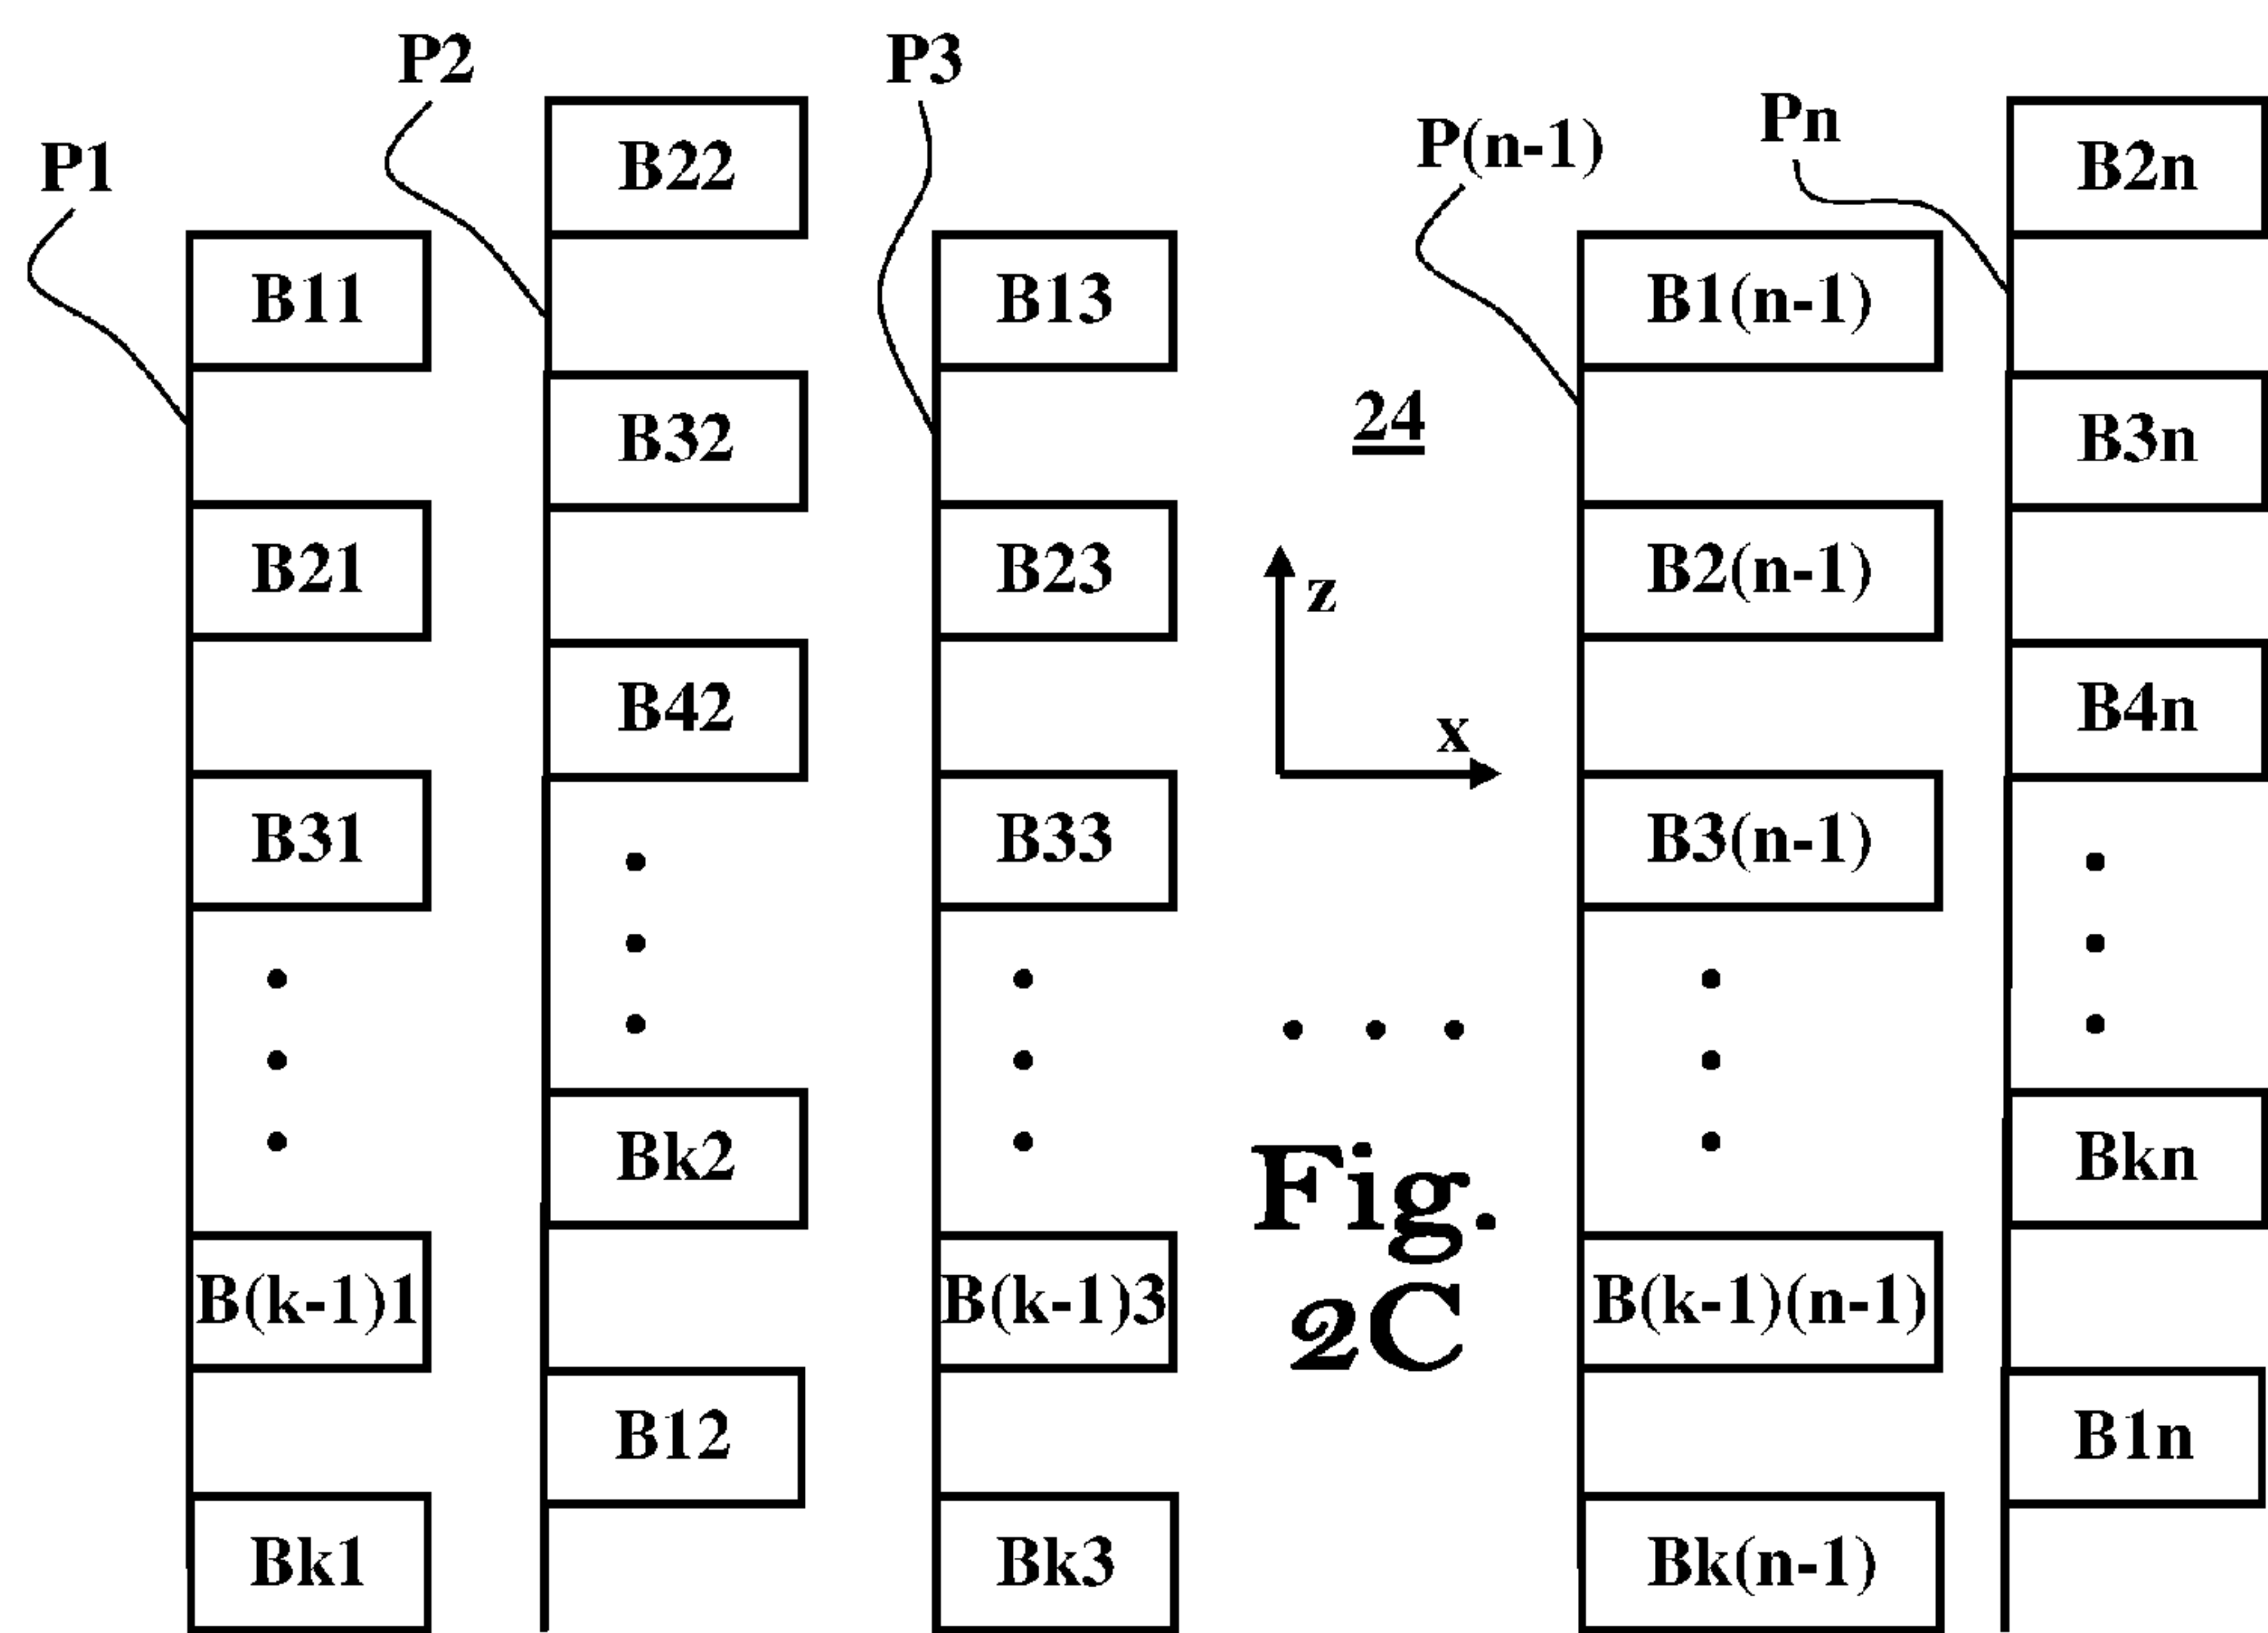 P1
P2
P3
P(n-1)
Pn
B11
B21
B31
B(k-1)1
Bk1
B22
B32
B42
Bk2
B12
B13
B23
B33
B(k-1)3
Bk3
24
z
x
Fig.
2C
B1(n-1)
B2(n-1)
B3(n-1)
B(k-1)(n-1)
Bk(n-1)
B2n
B3n
B4n
Bkn
B1n